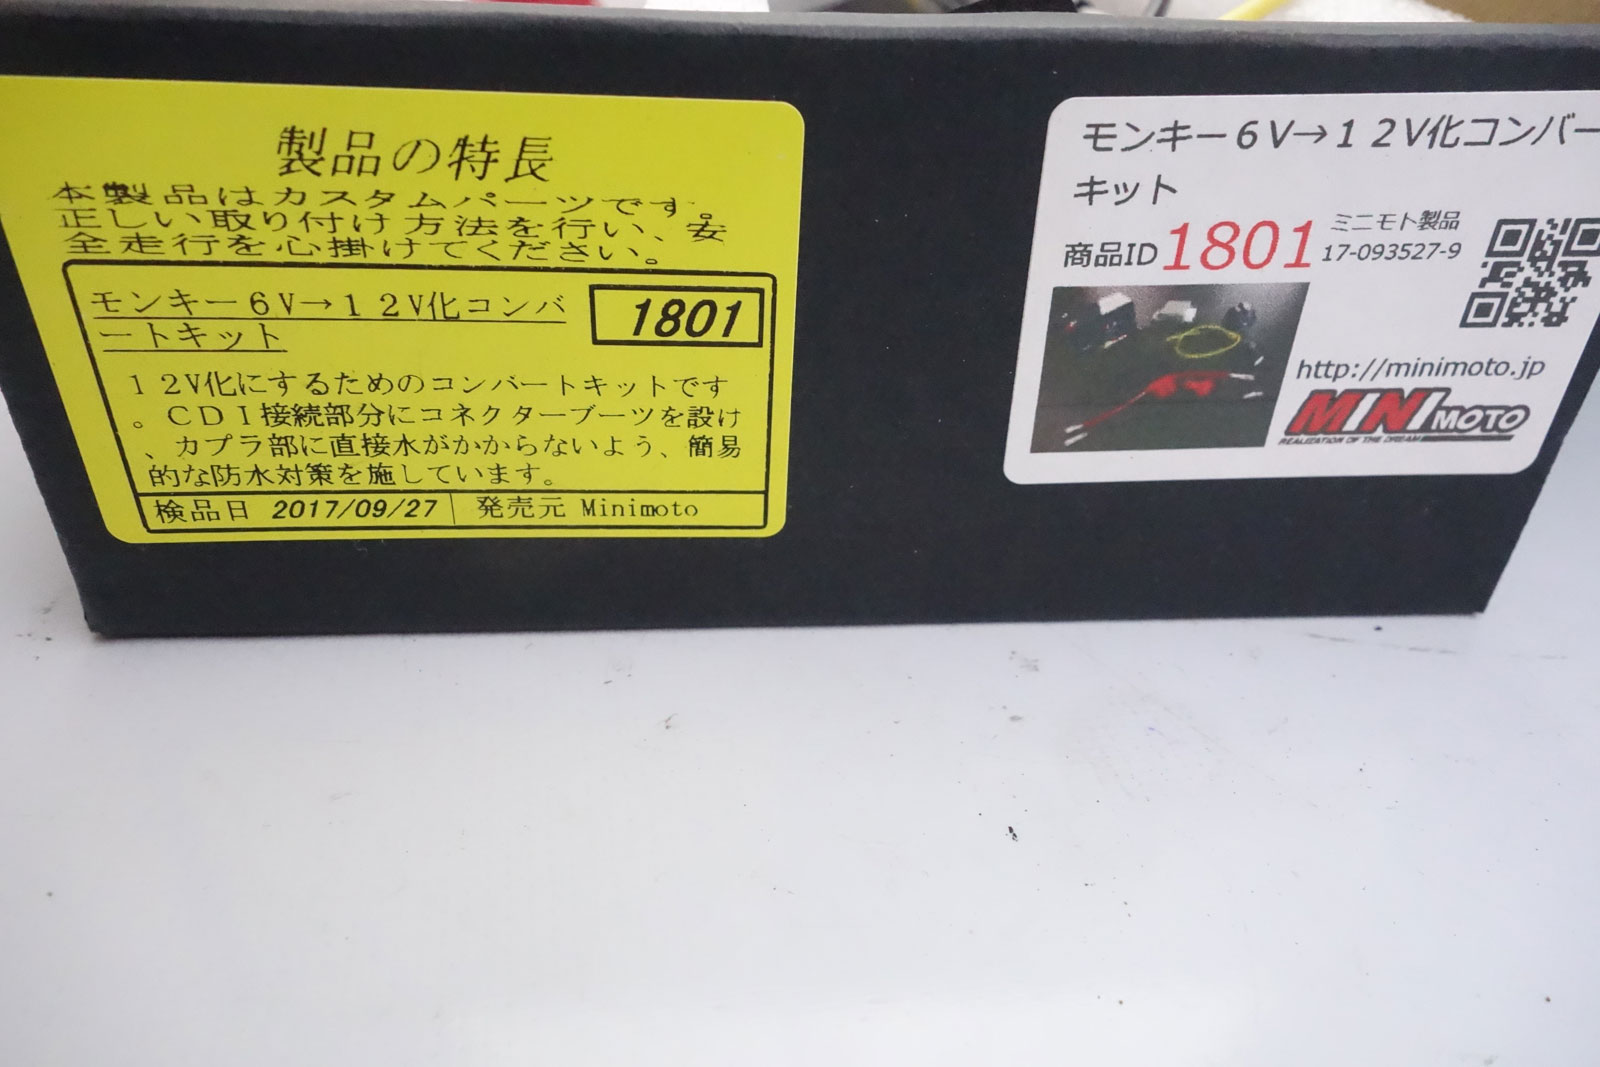 製品の特長
本製品はカスタムパーツです。
正しい取り付け方法を行い、安
全走行を心掛けてください。
モンキー６V→１２V化コンバ
ートキット
1801
１２V化にするためのコンバートキットです
。ＣＤＩ接続部分にコネクターブーツを設け
、カプラ部に直接水がかからないよう、簡易
的な防水対策を施しています。
検品日 2017/09/27
発売元 Minimoto
モンキー６V→１２V化コンバー
キット
商品ID 1801
ミニモト製品
17-093527-9
http://minimoto.jp
MINIMOTO
REALIZATION OF THE DREAM